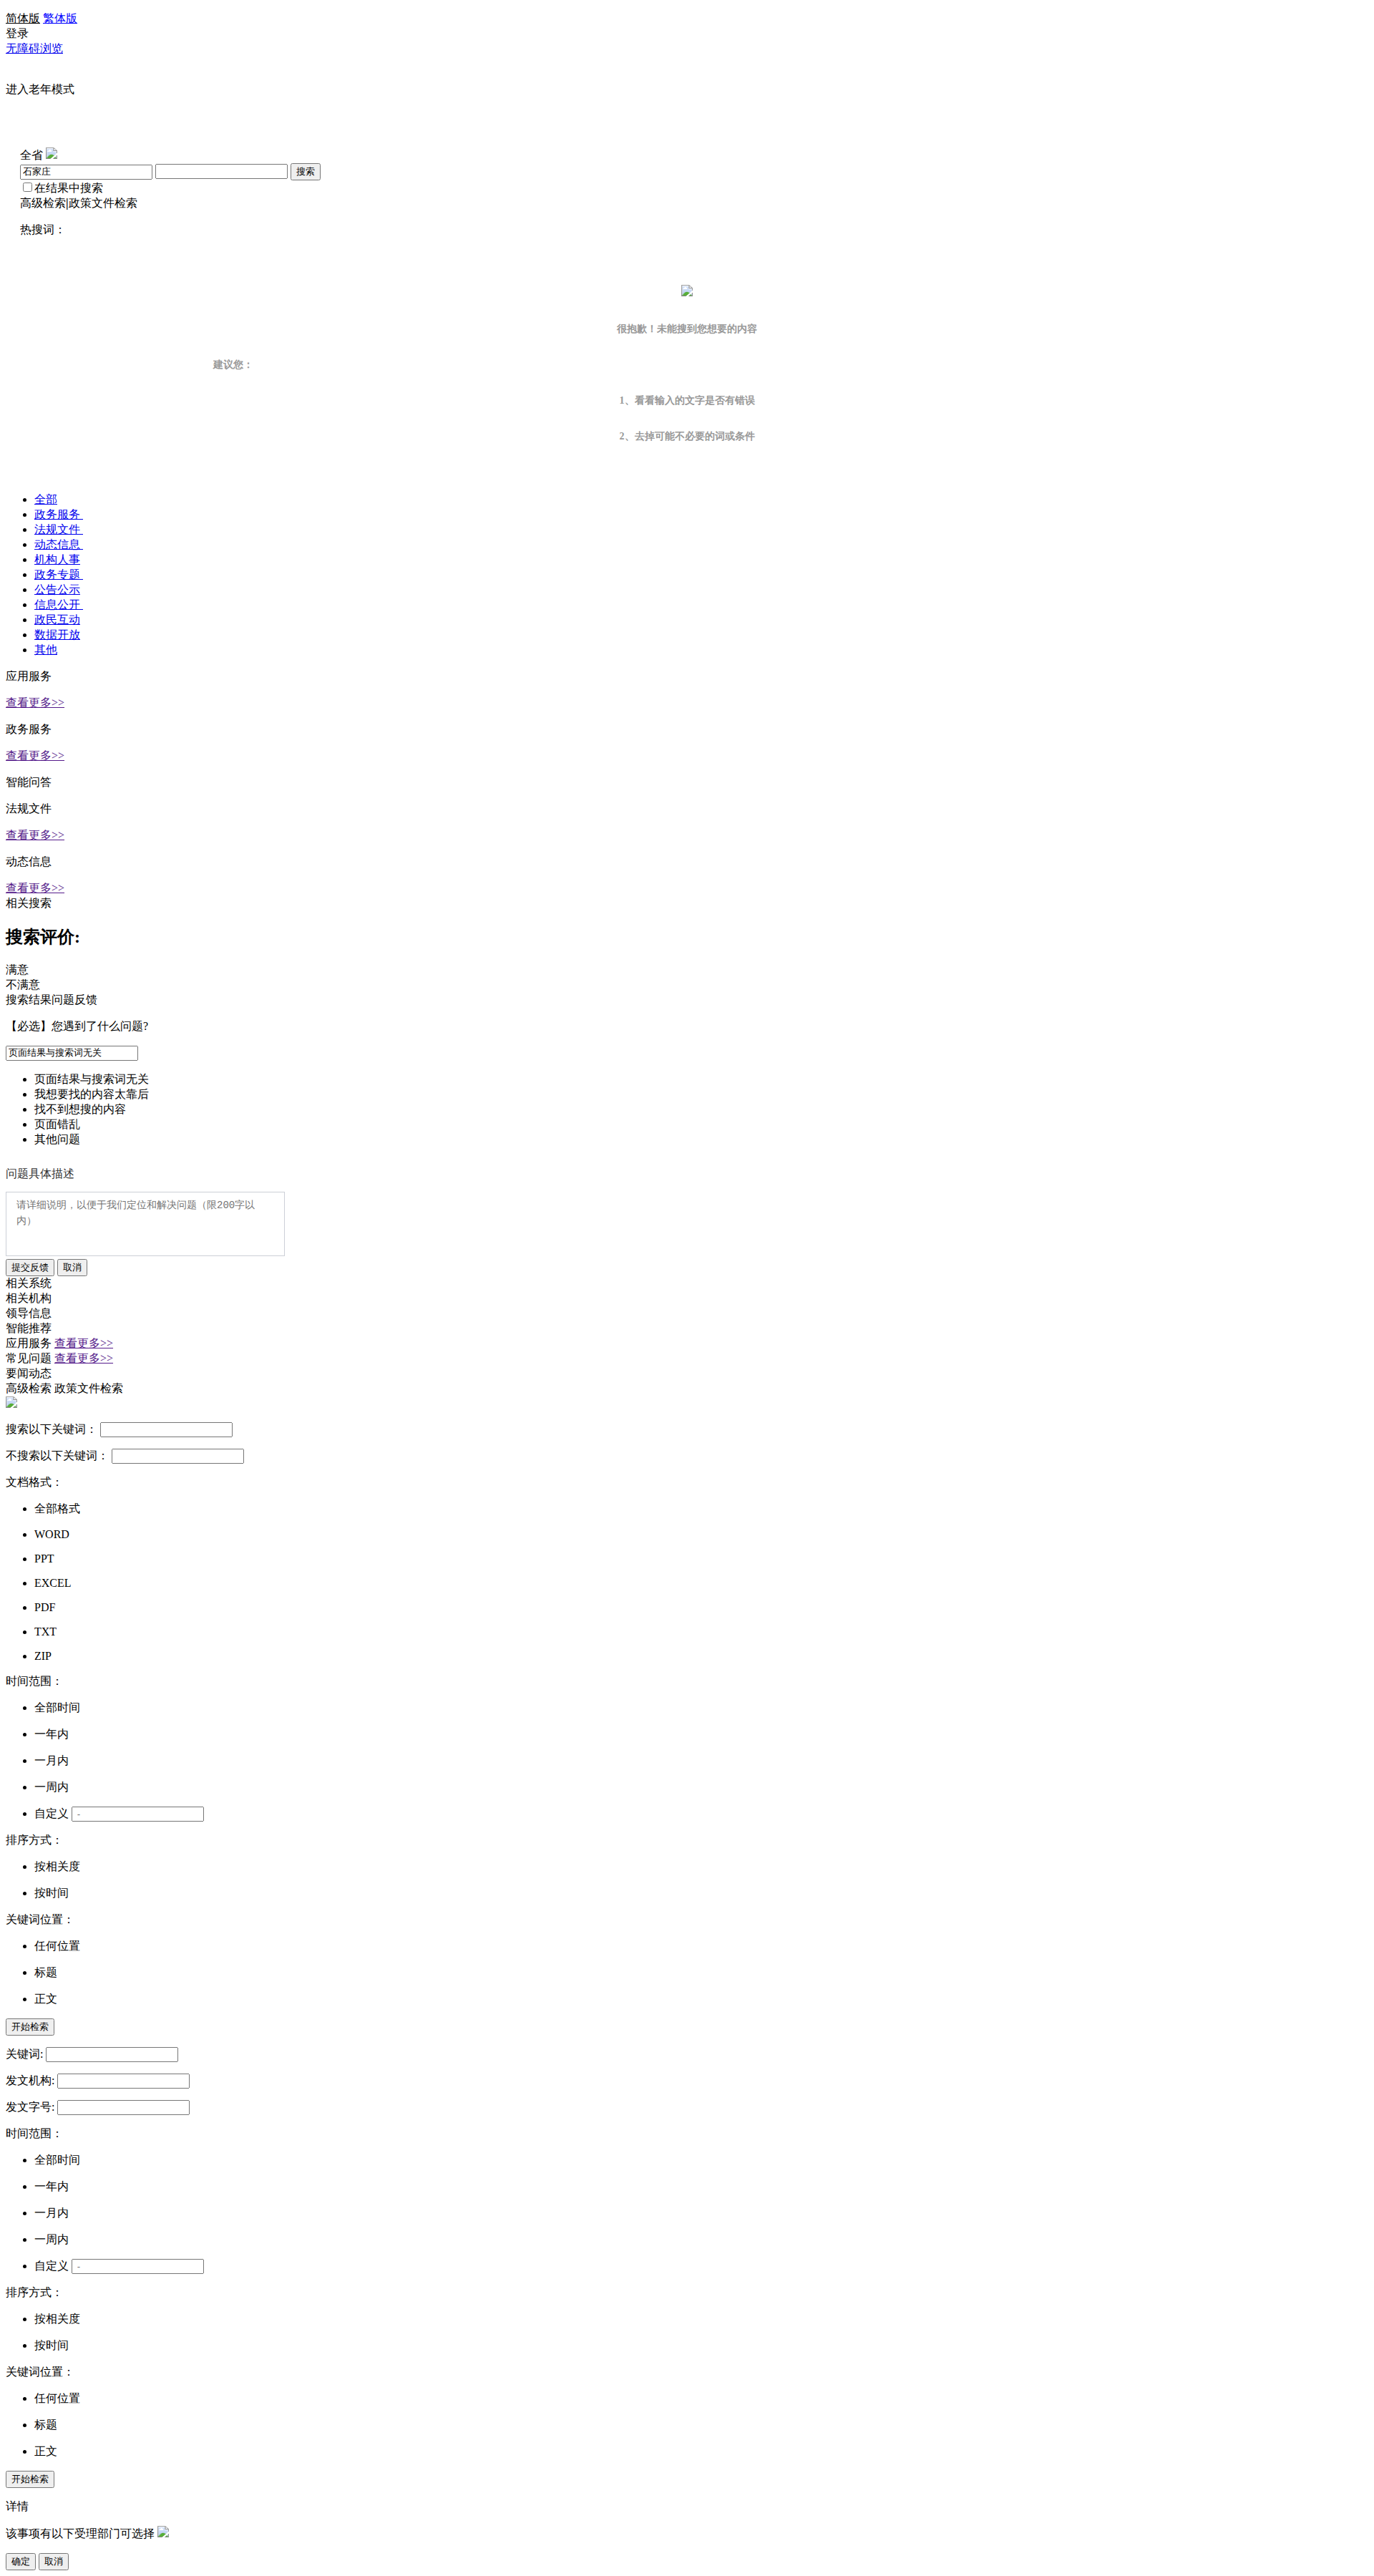 简体版 繁体版
登录
无障碍浏览
进入老年模式
全省
石家庄 搜索
在结果中搜索
高级检索|政策文件检索
热搜词：
很抱歉！未能搜到您想要的内容
建议您：
1、看看输入的文字是否有错误
2、去掉可能不必要的词或条件
全部
政务服务
法规文件
动态信息
机构人事
政务专题
公告公示
信息公开
政民互动
数据开放
其他
应用服务
查看更多>>
政务服务
查看更多>>
智能问答
法规文件
查看更多>>
动态信息
查看更多>>
相关搜索
搜索评价:
满意
不满意
搜索结果问题反馈
【必选】您遇到了什么问题?
页面结果与搜索词无关
页面结果与搜索词无关
我想要找的内容太靠后
找不到想搜的内容
页面错乱
其他问题
问题具体描述
请详细说明，以便于我们定位和解决问题（限200字以
内）
提交反馈 取消
相关系统
相关机构
领导信息
智能推荐
应用服务 查看更多>>
常见问题 查看更多>>
要闻动态
高级检索 政策文件检索
搜索以下关键词：
不搜索以下关键词：
文档格式：
全部格式
WORD
PPT
EXCEL
PDF
TXT
ZIP
时间范围：
全部时间
一年内
一月内
一周内
自定义 -
排序方式：
按相关度
按时间
关键词位置：
任何位置
标题
正文
开始检索
关键词:
发文机构:
发文字号:
时间范围：
全部时间
一年内
一月内
一周内
自定义 -
排序方式：
按相关度
按时间
关键词位置：
任何位置
标题
正文
开始检索
详情
该事项有以下受理部门可选择
确定 取消